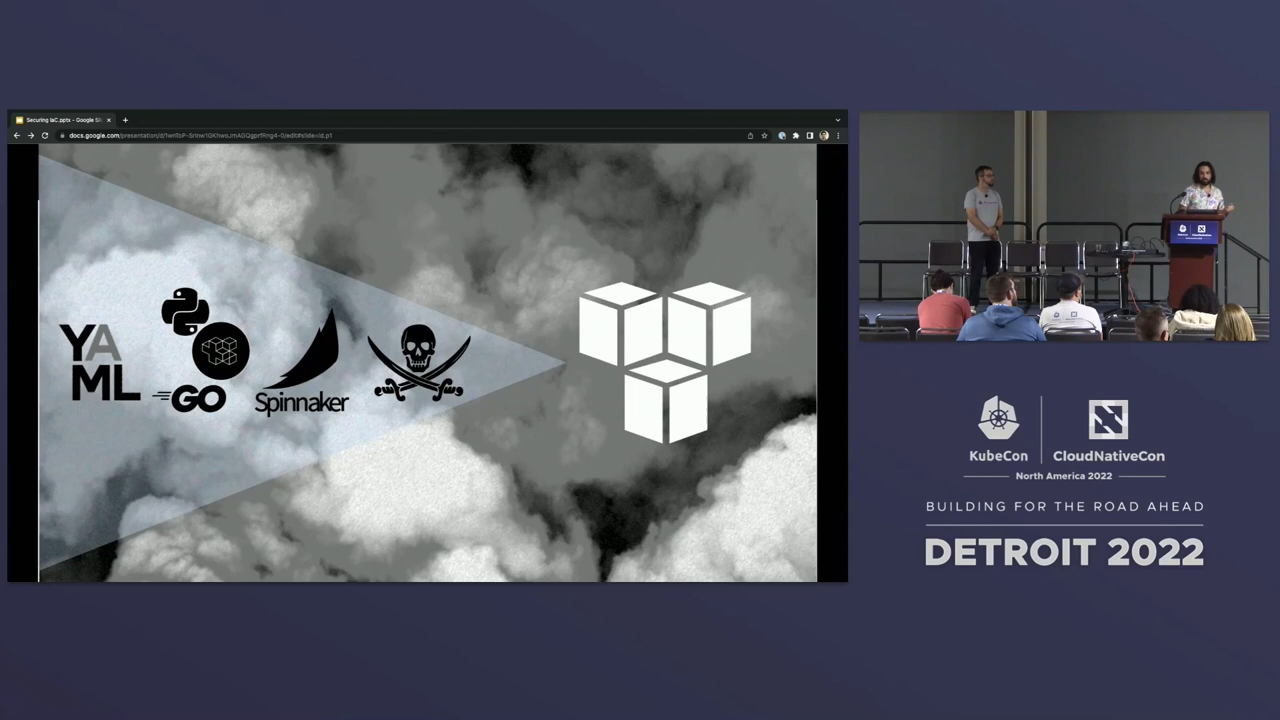 Securing IaC.pptx - Google Sli
docs.google.com
YA
ML
GO
Spinnaker
KubeCon
CloudNativeCon
North America 2022
BUILDING FOR THE ROAD AHEAD
DETROIT 2022